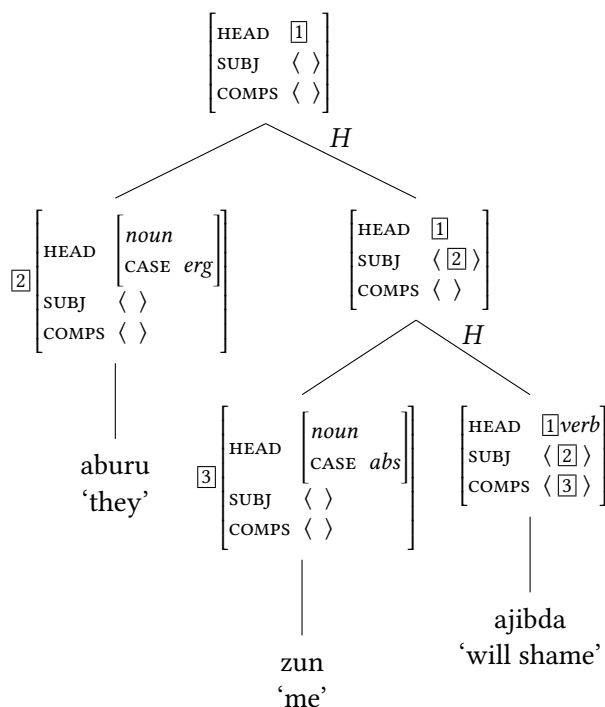 HEAD 1
SUBJ ⟨ ⟩
COMPS ⟨ ⟩
H
2 HEAD noun
CASE erg
SUBJ ⟨ ⟩
COMPS ⟨ ⟩
HEAD 1
SUBJ ⟨ 2 ⟩
COMPS ⟨ ⟩
H
aburu
‘they’
3 HEAD noun
CASE abs
SUBJ ⟨ ⟩
COMPS ⟨ ⟩
HEAD 1 verb
SUBJ ⟨ 2 ⟩
COMPS ⟨ 3 ⟩
zun
‘me’
ajibda
‘will shame’